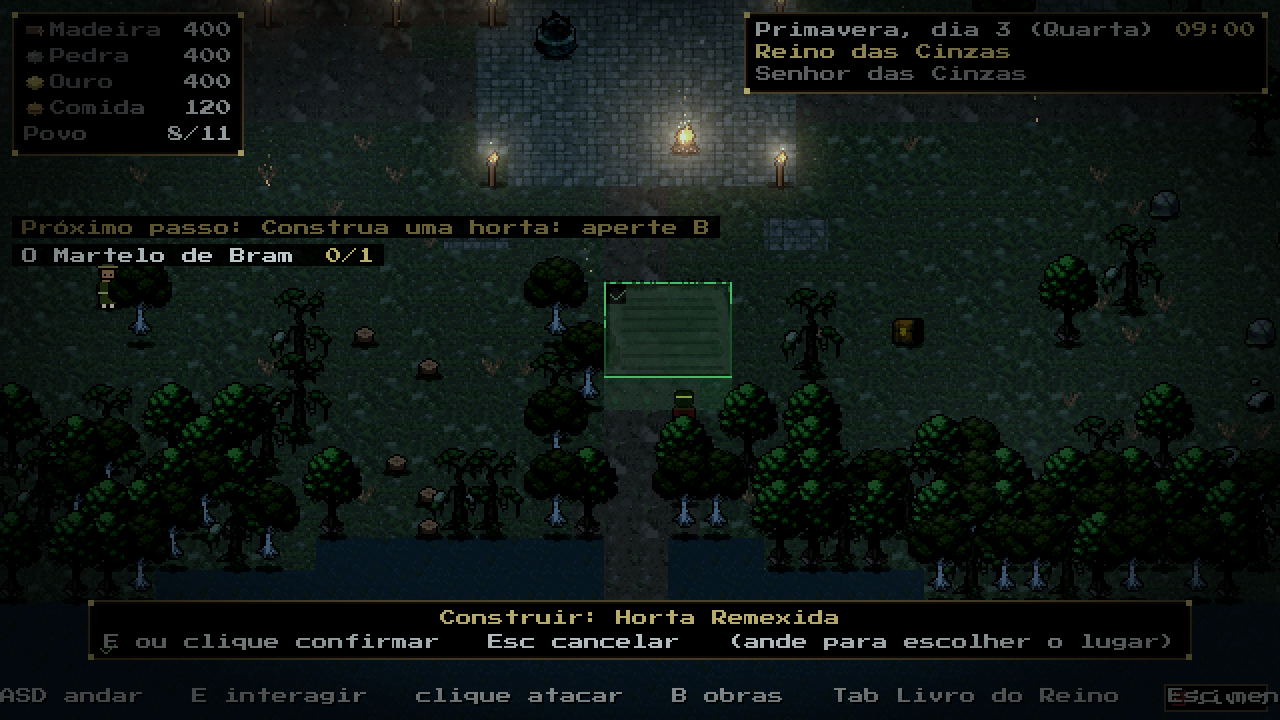 Madeira 400
Pedra 400
Ouro 400
Comida 120
Povo 8/11
Primavera, dia 3 (Quarta) 09:00
Reino das Cinzas
Senhor das Cinzas
Próximo passo: Construa uma horta: aperte B
O Martelo de Bram 0/1
Construir: Horta Remexida
E ou clique confirmar Esc cancelar (ande para escolher o lugar)
ASD andar E interagir clique atacar B obras Tab Livro do Reino